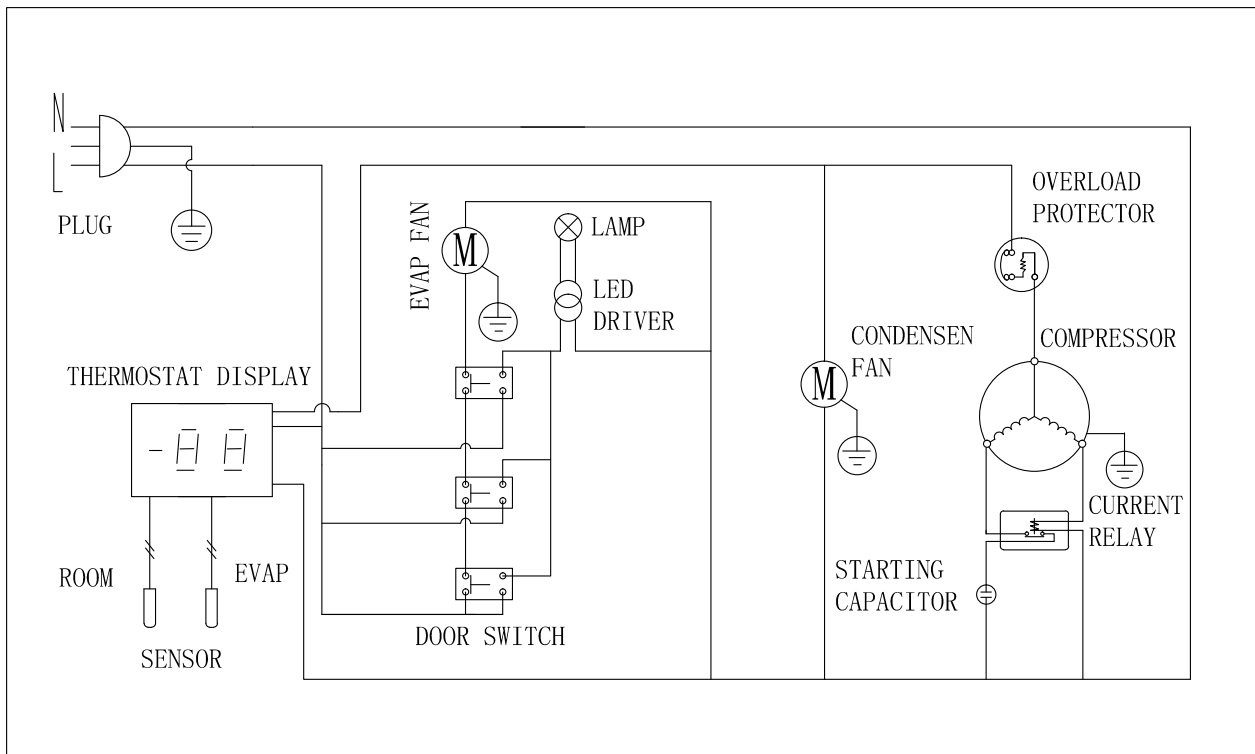 N
L
PLUG
EVAP FAN
M
LAMP
LED
DRIVER
OVERLOAD
PROTECTOR
THERMOSTAT DISPLAY
-88
CONDENSEN
FAN
M
COMPRESSOR
ROOM
EVAP
SENSOR
DOOR SWITCH
STARTING
CAPACITOR
CURRENT
RELAY